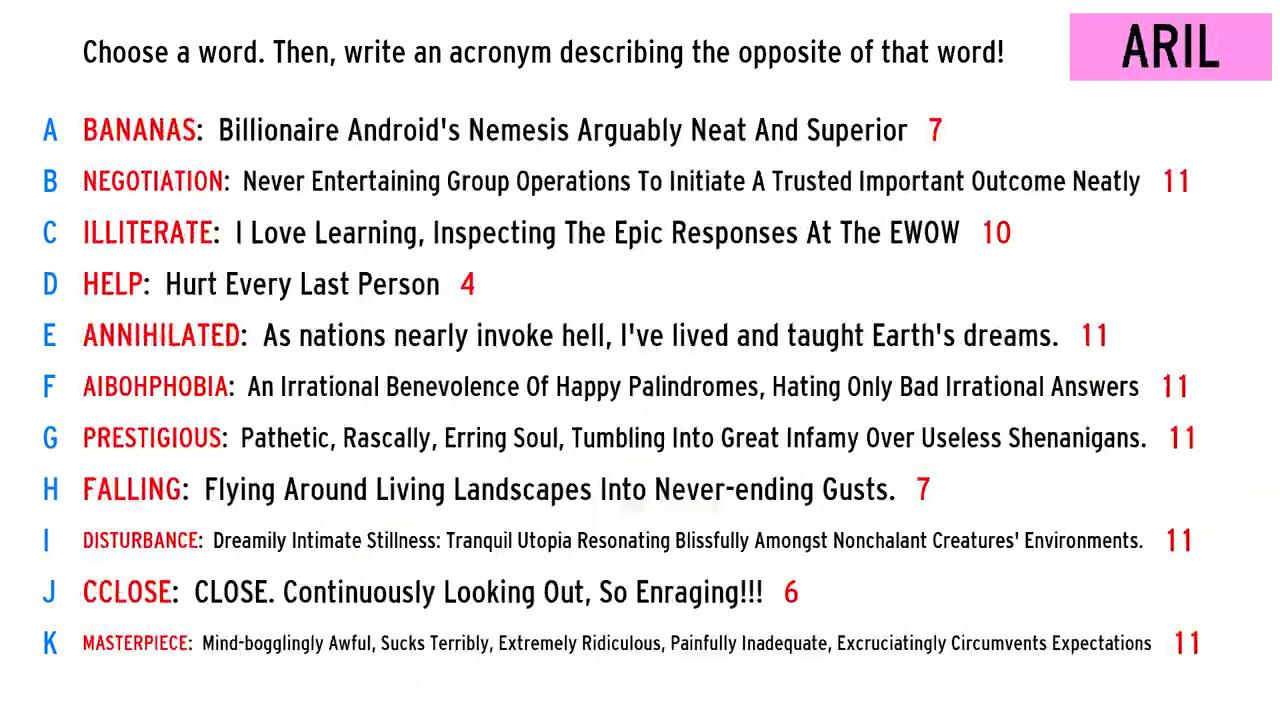 Choose a word. Then, write an acronym describing the opposite of that word!
ARIL
A BANANAS: Billionaire Android's Nemesis Arguably Neat And Superior 7
B NEGOTIATION: Never Entertaining Group Operations To Initiate A Trusted Important Outcome Neatly 11
C ILLITERATE: I Love Learning, Inspecting The Epic Responses At The EWOW 10
D HELP: Hurt Every Last Person 4
E ANNIHILATED: As nations nearly invoke hell, I've lived and taught Earth's dreams. 11
F AIBOHPHOBIA: An Irrational Benevolence Of Happy Palindromes, Hating Only Bad Irrational Answers 11
G PRESTIGIOUS: Pathetic, Rascally, Erring Soul, Tumbling Into Great Infamy Over Useless Shenanigans. 11
H FALLING: Flying Around Living Landscapes Into Never-ending Gusts. 7
I DISTURBANCE: Dreamily Intimate Stillness: Tranquil Utopia Resonating Blissfully Amongst Nonchalant Creatures' Environments. 11
J CCLOSE: CLOSE. Continuously Looking Out, So Enraging!!! 6
K MASTERPIECE: Mind-bogglingly Awful, Sucks Terribly, Extremely Ridiculous, Painfully Inadequate, Excruciatingly Circumvents Expectations 11